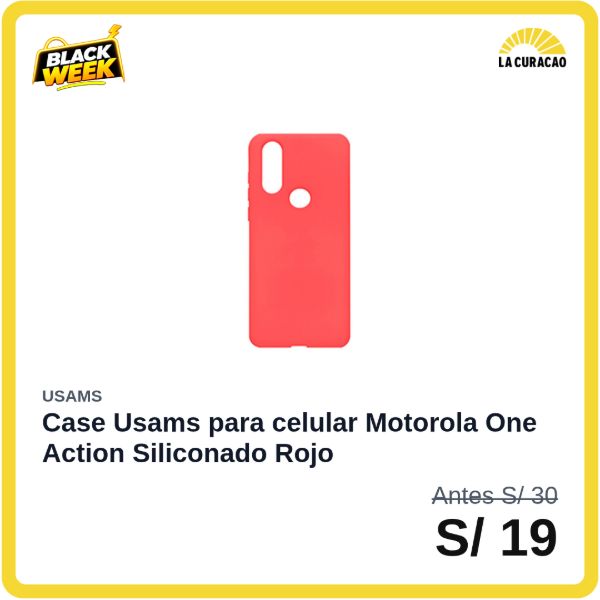 BLACK
WEEK
LA CURACAO
USAMS
Case Usams para celular Motorola One
Action Siliconado Rojo
Antes S/ 30
S/ 19